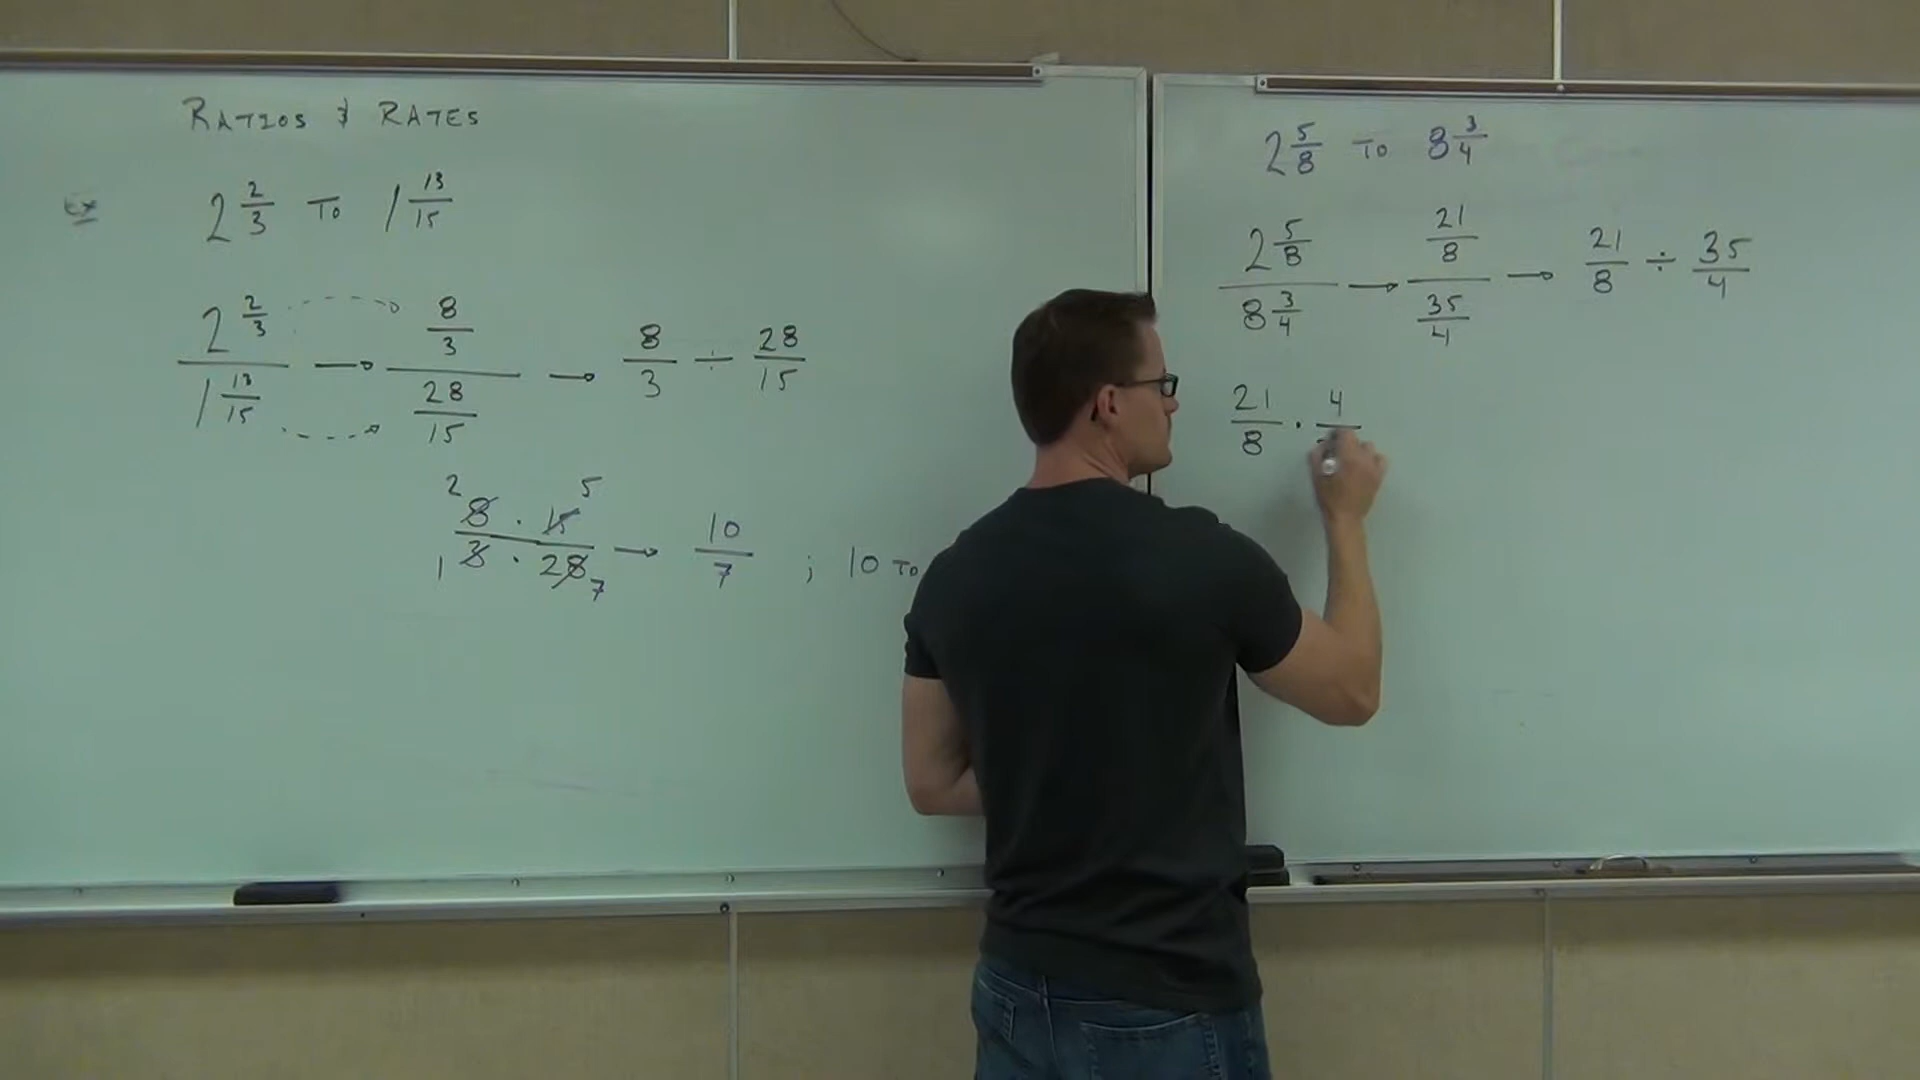 RATIOS & RATES
Ex 2 2/3 TO 1 13/15
2 2/3 / 1 13/15 → 8/3 / 28/15 → 8/3 ÷ 28/15
2 5
8 · 15 / 3 · 28 → 10/7 ; 10 TO
1 7
2 5/8 TO 8 3/4
2 5/8 / 8 3/4 → 21/8 / 35/4 → 21/8 ÷ 35/4
21/8 · 4/